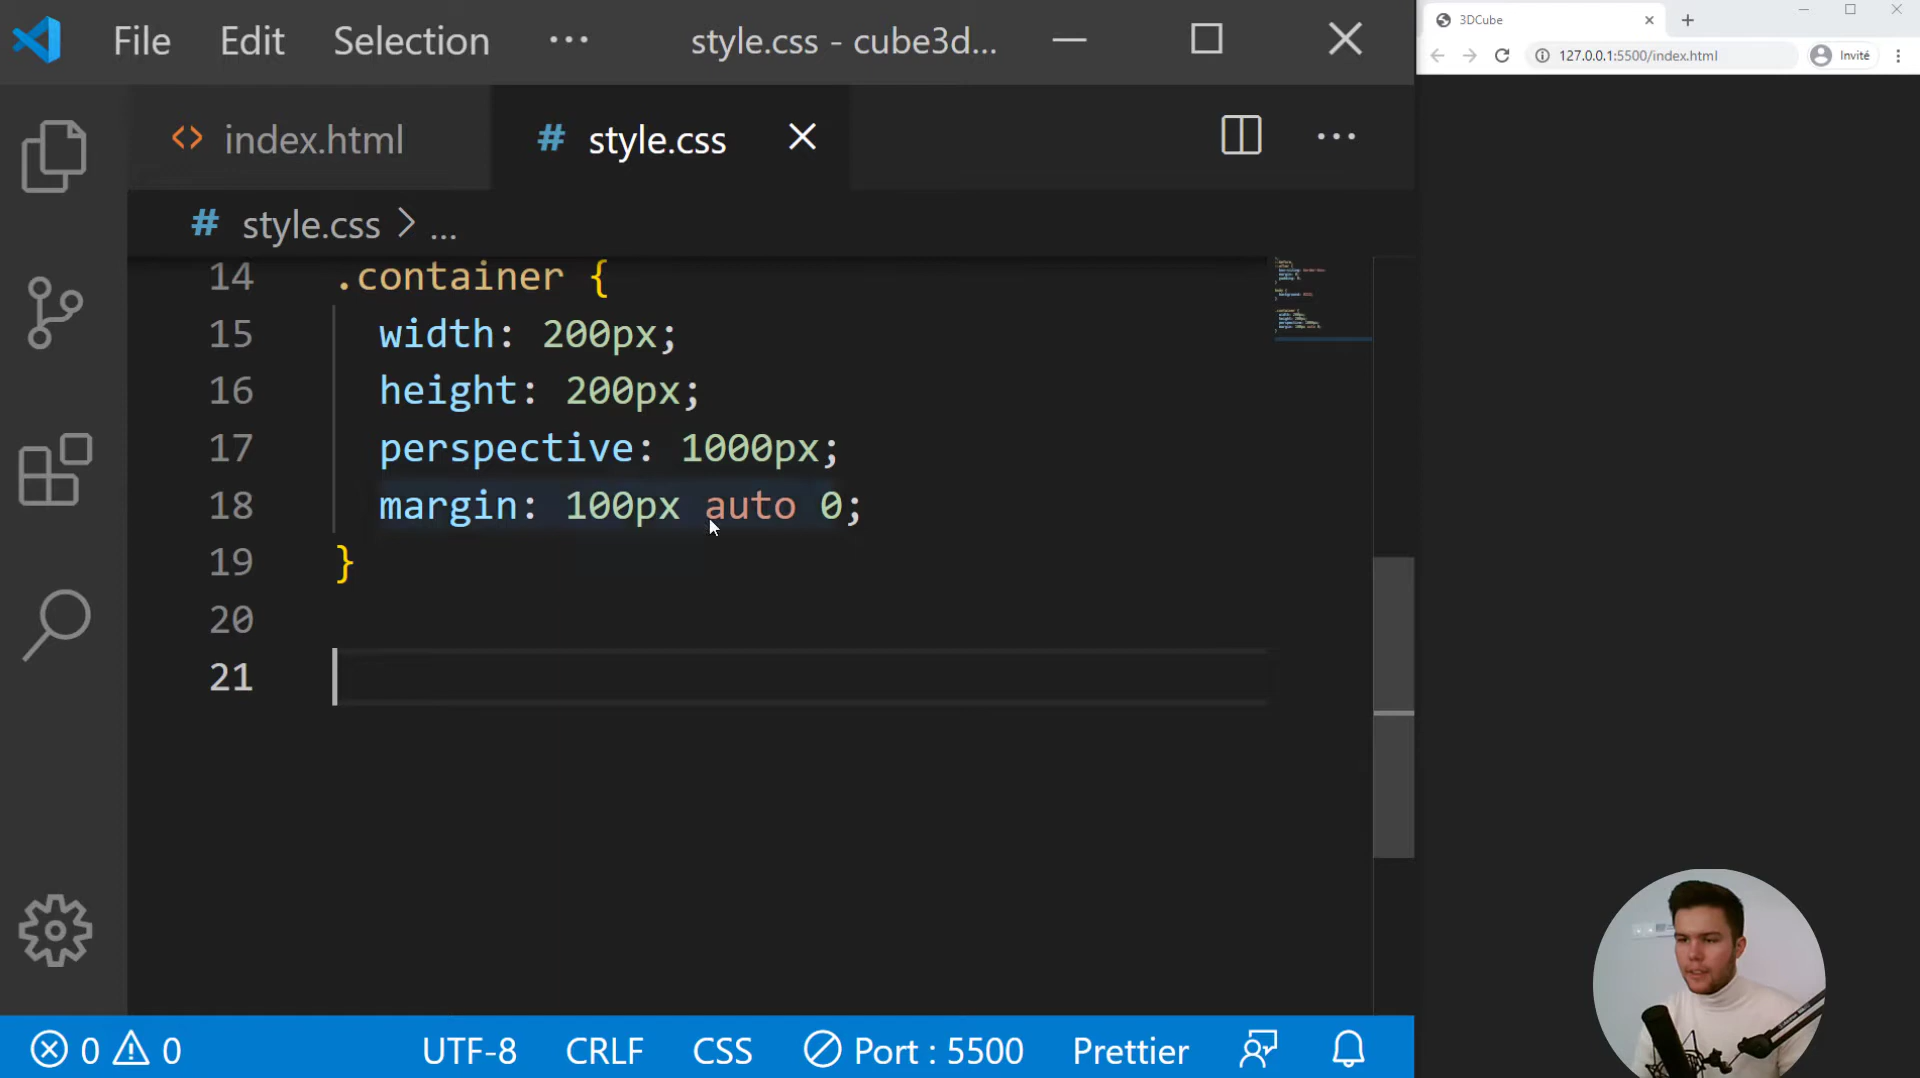 File Edit Selection ··· style.css - cube3d...
3DCube
127.0.0.1:5500/index.html Invité
<> index.html # style.css
# style.css > ...
14 .container {
15 width: 200px;
16 height: 200px;
17 perspective: 1000px;
18 margin: 100px auto 0;
19 }
20
21
0 0 UTF-8 CRLF CSS Port : 5500 Prettier